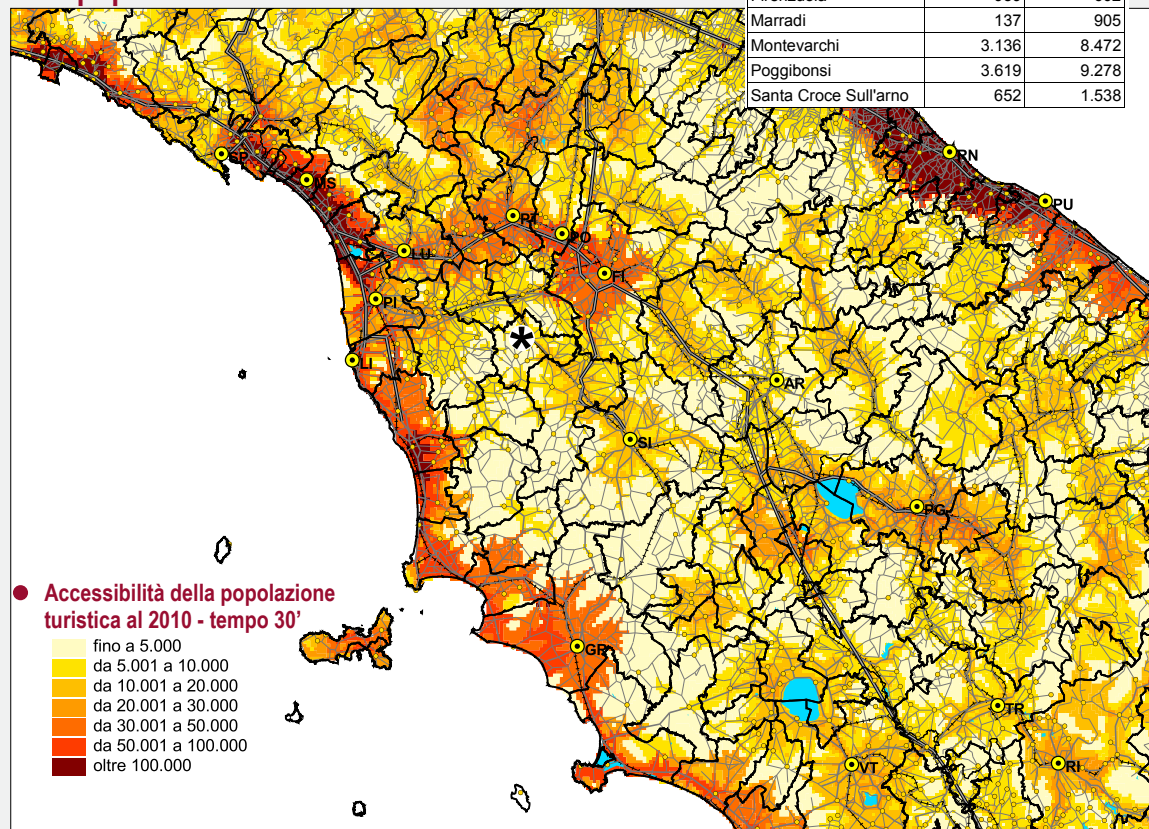 Marradi 137 905
Montevarchi 3.136 8.472
Poggibonsi 3.619 9.278
Santa Croce Sull'arno 652 1.538
RN
SP
MS
PU
PT
LU
FI
PI
*
LI
AR
SI
PG
Accessibilità della popolazione
turistica al 2010 - tempo 30’
fino a 5.000
da 5.001 a 10.000
da 10.001 a 20.000
da 20.001 a 30.000
da 30.001 a 50.000
da 50.001 a 100.000
oltre 100.000
GR
TR
VT
RI